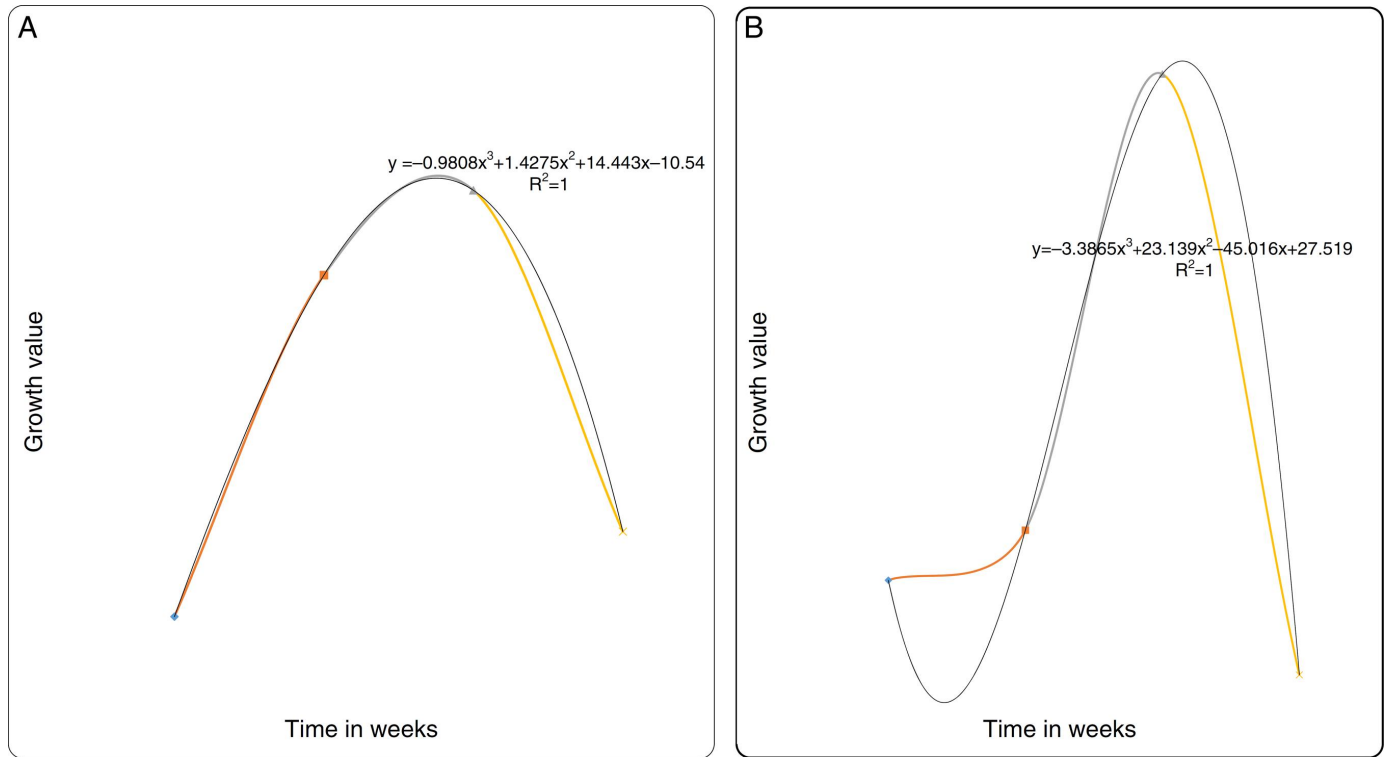 A
y =–0.9808x³+1.4275x²+14.443x–10.54
R²=1
Growth value
Time in weeks
B
y=–3.3865x³+23.139x²–45.016x+27.519
R²=1
Growth value
Time in weeks